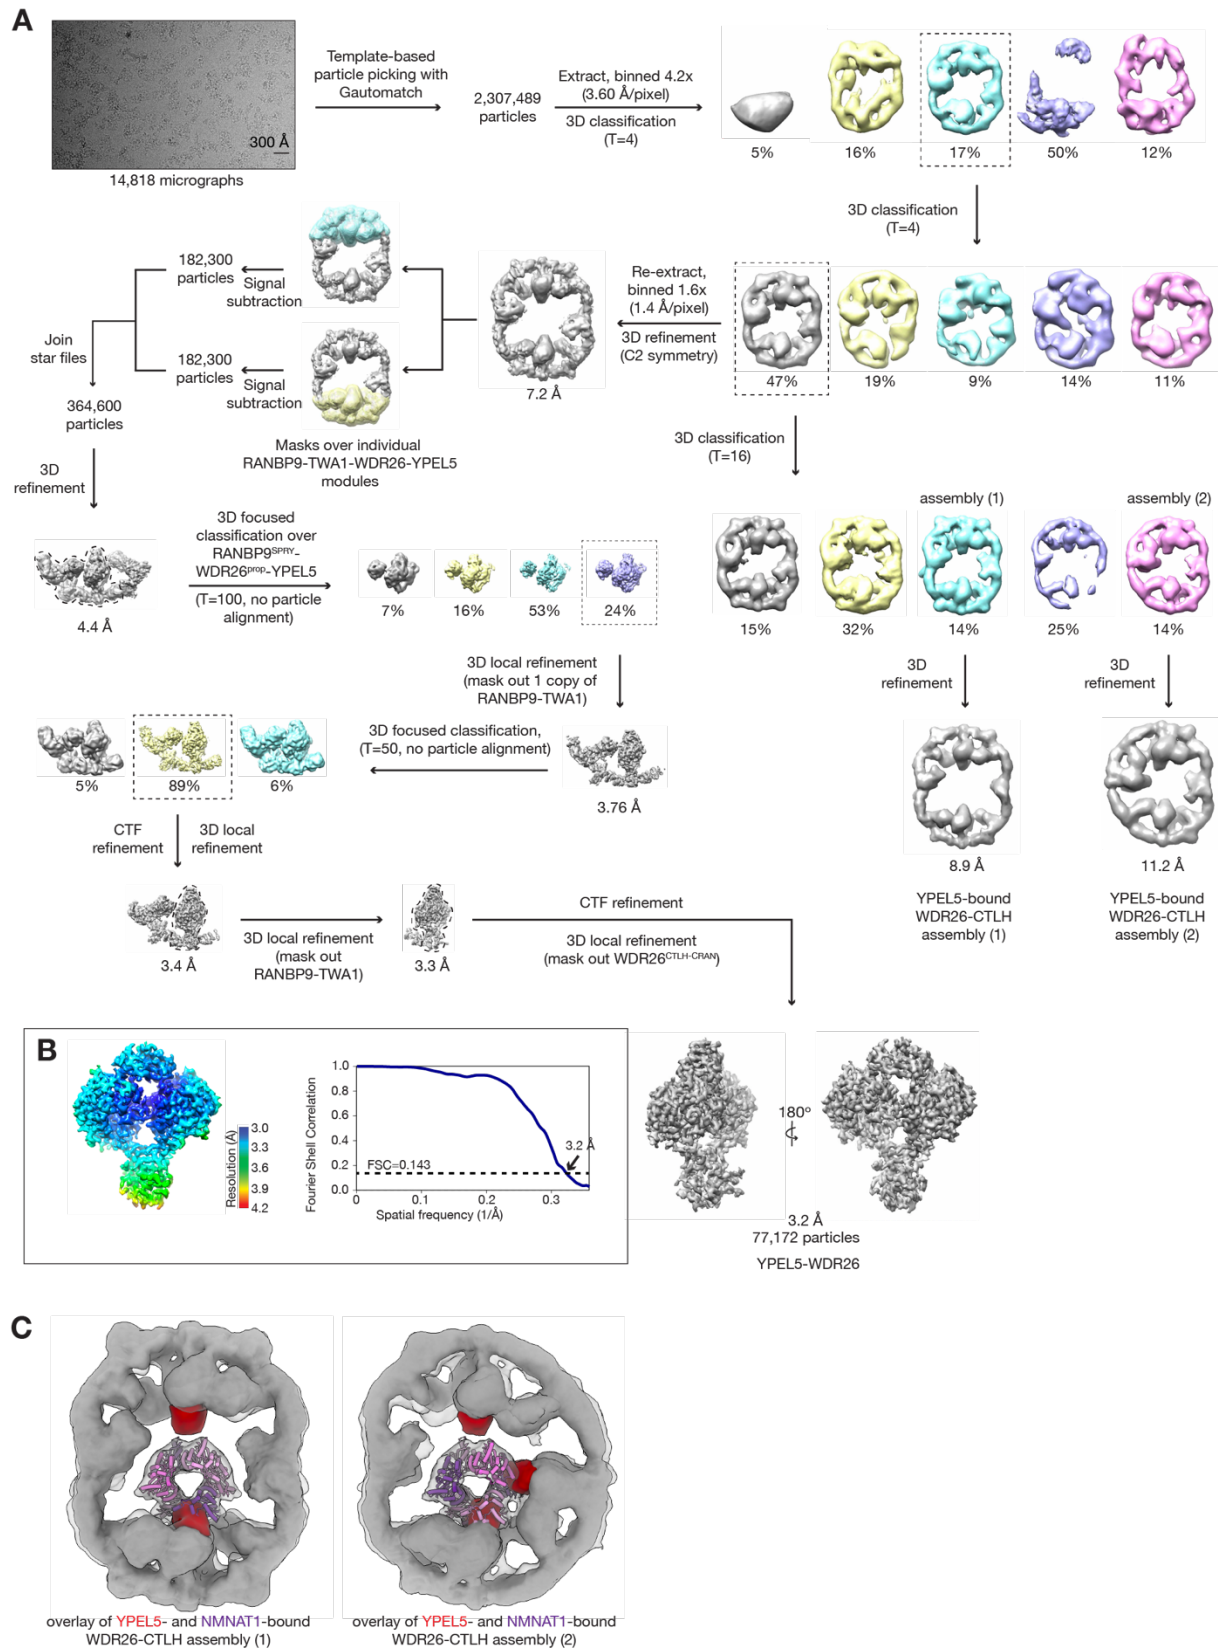 A
300 Å
14,818 micrographs
Template-based
particle picking with
Gautomatch
2,307,489
particles
Extract, binned 4.2x
(3.60 Å/pixel)
3D classification
(T=4)
5%
16%
17%
50%
12%
3D classification
(T=4)
47%
19%
9%
14%
11%
Re-extract,
binned 1.6x
(1.4 Å/pixel)
3D refinement
(C2 symmetry)
7.2 Å
182,300
particles
Signal
subtraction
182,300
particles
Signal
subtraction
Masks over individual
RANBP9-TWA1-WDR26-YPEL5
modules
Join
star files
364,600
particles
3D
refinement
4.4 Å
3D focused
classification over
RANBP9SPRY-
WDR26prop-YPEL5
(T=100, no particle
alignment)
7%
16%
53%
24%
3D classification
(T=16)
assembly (1)
assembly (2)
15%
32%
14%
25%
14%
3D local refinement
(mask out 1 copy of
RANBP9-TWA1)
3.76 Å
3D focused classification,
(T=50, no particle alignment)
5%
89%
6%
3D
refinement
3D
refinement
8.9 Å
11.2 Å
YPEL5-bound
WDR26-CTLH
assembly (1)
YPEL5-bound
WDR26-CTLH
assembly (2)
CTF
refinement
3D local
refinement
3.4 Å
3D local refinement
(mask out
RANBP9-TWA1)
3.3 Å
CTF refinement
3D local refinement
(mask out WDR26CTLH-CRAN)
180º
3.2 Å
77,172 particles
YPEL5-WDR26
B
Resolution (Å)
3.0
3.3
3.6
3.9
4.2
Fourier Shell Correlation
1.0
0.8
0.6
0.4
0.2
0.0
FSC=0.143
3.2 Å
0
0.1
0.2
0.3
Spatial frequency (1/Å)
C
overlay of YPEL5- and NMNAT1-bound
WDR26-CTLH assembly (1)
overlay of YPEL5- and NMNAT1-bound
WDR26-CTLH assembly (2)